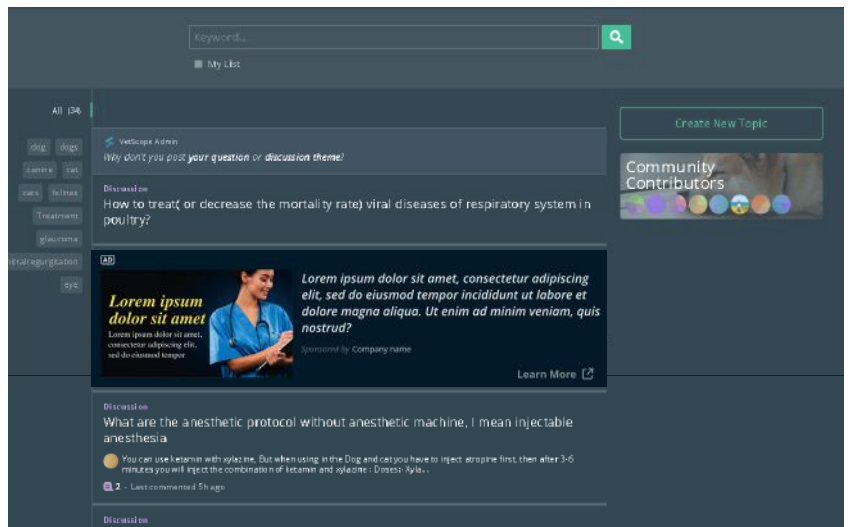 Keyword...
My List
All (34)
dog dogs
canine cat
cats felines
Treatment
glaucoma
eye
VetScope Admin
Why don't you post your question or discussion theme?
Discussion
How to treat( or decrease the mortality rate) viral diseases of respiratory system in
poultry?
AD
Lorem ipsum
dolor sit amet
Lorem ipsum dolor sit amet,
consectetur adipiscing elit,
sed do eiusmod tempor
Lorem ipsum dolor sit amet, consectetur adipiscing
elit, sed do eiusmod tempor incididunt ut labore et
dolore magna aliqua. Ut enim ad minim veniam, quis
nostrud?
Sponsored by Company name
Learn More
Discussion
What are the anesthetic protocol without anesthetic machine, I mean injectable
anesthesia
You can use ketamin with xylazine, But when using in the Dog and cat you have to inject atropine first, then after 3-6
minutes you will inject the combination of ketamin and xylazine : Doses:- Xyla...
2 - Last commented 5h ago
Discussion
Create New Topic
Community
Contributors